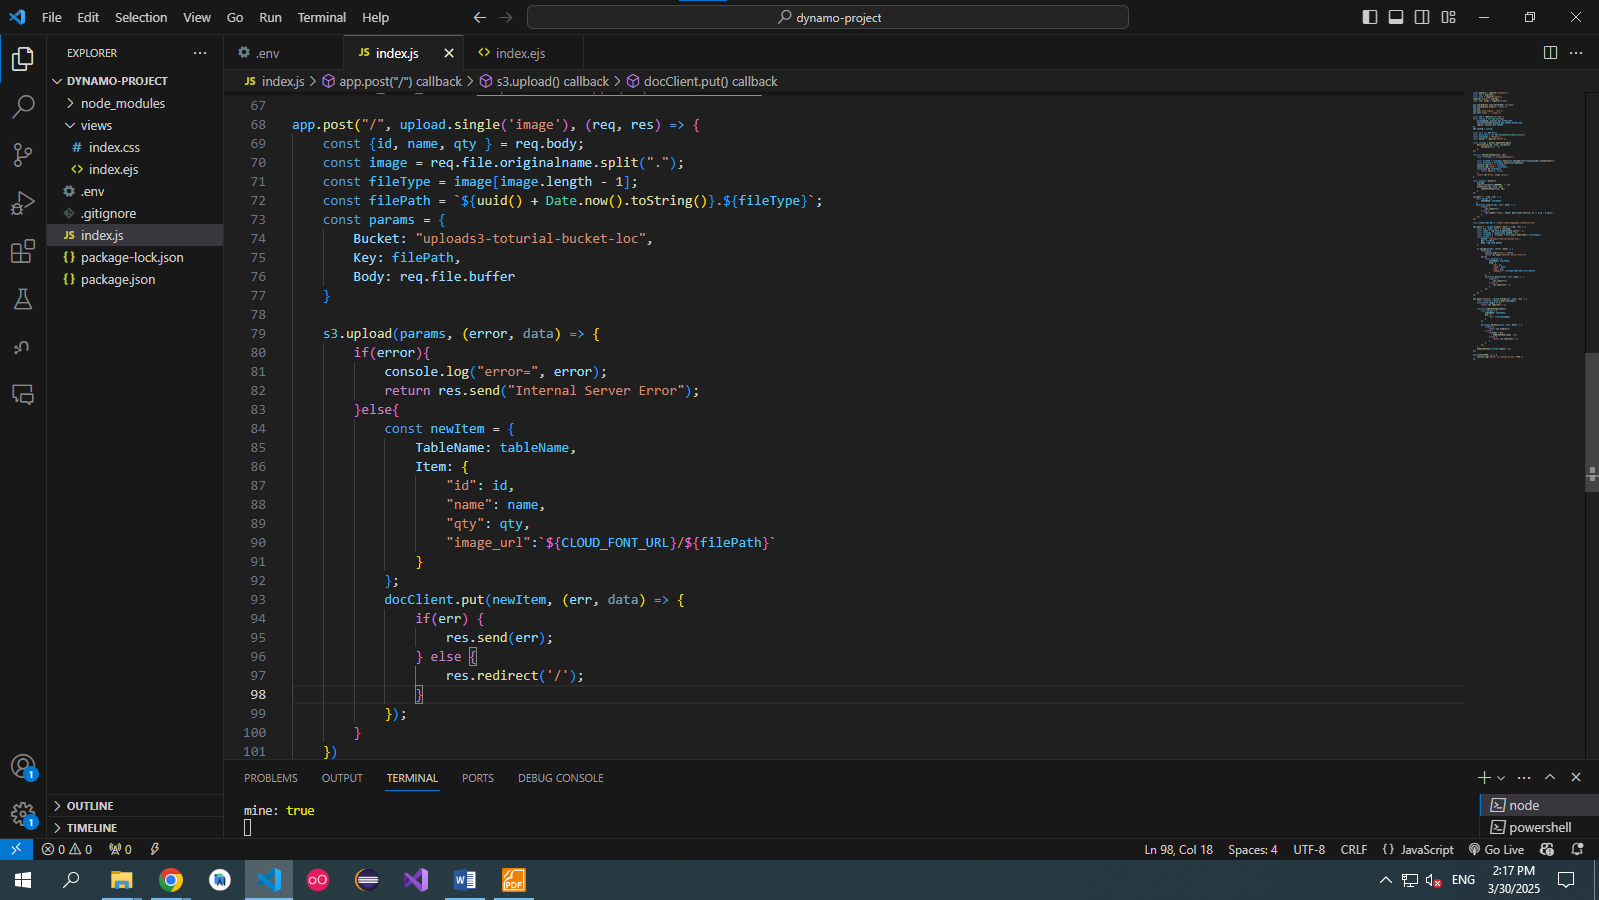 File Edit Selection View Go Run Terminal Help
dynamo-project
EXPLORER
DYNAMO-PROJECT
node_modules
views
# index.css
<> index.ejs
.env
.gitignore
JS index.js
{} package-lock.json
{} package.json
OUTLINE
TIMELINE
.env
JS index.js
<> index.ejs
JS index.js > app.post("/") callback > s3.upload() callback > docClient.put() callback
67
68 app.post("/", upload.single('image'), (req, res) => {
69 const {id, name, qty } = req.body;
70 const image = req.file.originalname.split(".");
71 const fileType = image[image.length - 1];
72 const filePath = `${uuid() + Date.now().toString()}.${fileType}`;
73 const params = {
74 Bucket: "uploads3-toturial-bucket-loc",
75 Key: filePath,
76 Body: req.file.buffer
77 }
78
79 s3.upload(params, (error, data) => {
80 if(error){
81 console.log("error=", error);
82 return res.send("Internal Server Error");
83 }else{
84 const newItem = {
85 TableName: tableName,
86 Item: {
87 "id": id,
88 "name": name,
89 "qty": qty,
90 "image_url":`${CLOUD_FONT_URL}/${filePath}`
91 }
92 };
93 docClient.put(newItem, (err, data) => {
94 if(err) {
95 res.send(err);
96 } else {
97 res.redirect('/');
98 }
99 });
100 }
101 })
PROBLEMS OUTPUT TERMINAL PORTS DEBUG CONSOLE
mine: true
node
powershell
1
1
0 0 0
Ln 98, Col 18 Spaces: 4 UTF-8 CRLF {} JavaScript Go Live
PDF
ENG
2:17 PM
3/30/2025